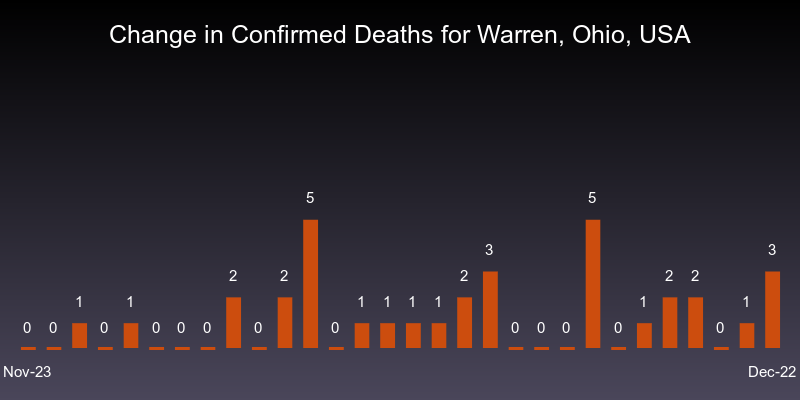 Change in Confirmed Deaths for Warren, Ohio, USA
5 5
3 3
2 2 2 2 2
1 1 1 1 1 1 1 1
0 0 0 0 0 0 0 0 0 0 0 0 0
Nov-23 Dec-22